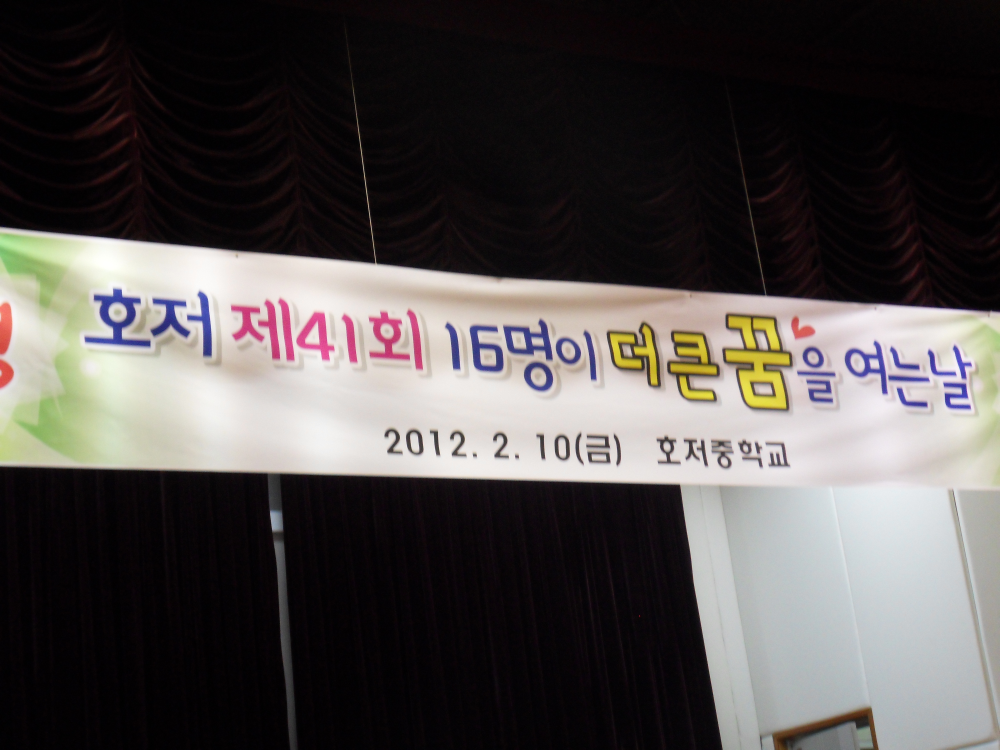 호저 제41회 16명이 더 큰 꿈을 여는 날
2012. 2. 10(금) 호저중학교